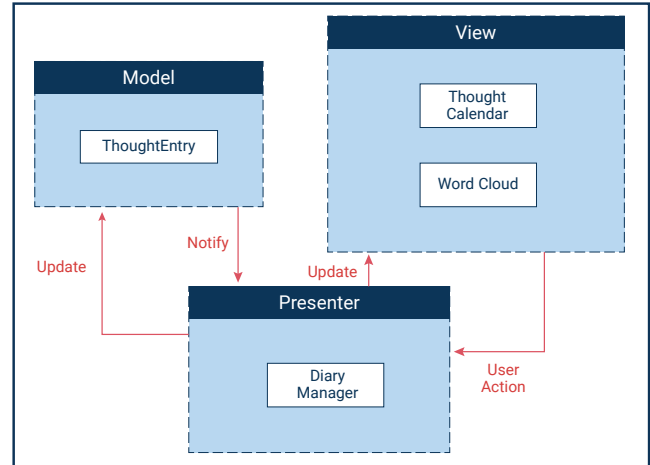 Model
ThoughtEntry
View
Thought
Calendar
Word Cloud
Update
Notify
Update
User
Action
Presenter
Diary
Manager